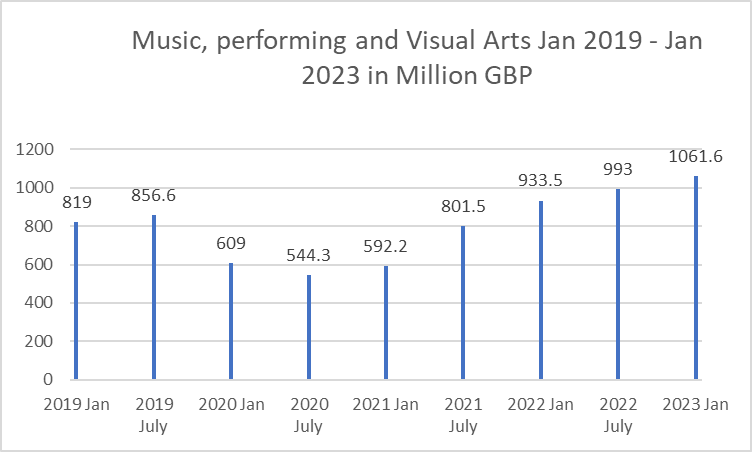 Music, performing and Visual Arts Jan 2019 - Jan
2023 in Million GBP
1200
1000
800
600
400
200
0
819
856.6
609
544.3
592.2
801.5
933.5
993
1061.6
2019 Jan
2019
July
2020 Jan
2020
July
2021 Jan
2021
July
2022 Jan
2022
July
2023 Jan